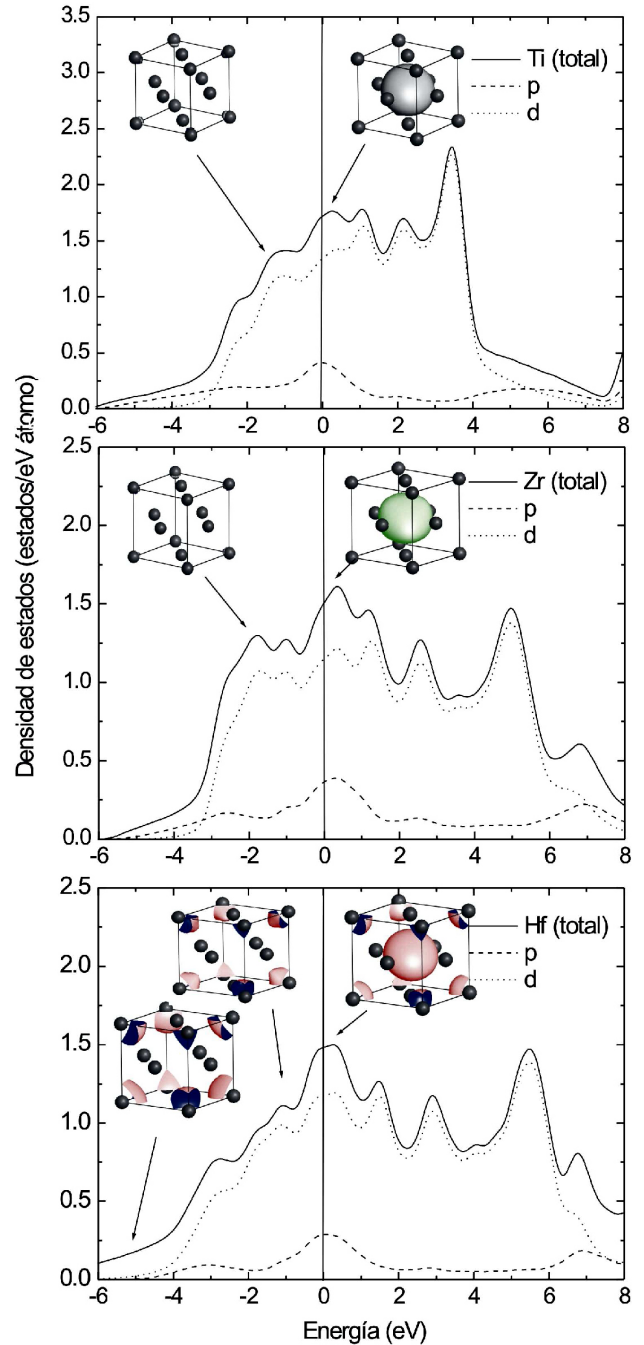 Densidad de estados (estados/eV átomo)
3.5
3.0
2.5
2.0
1.5
1.0
0.5
0.0
Ti (total)
p
d
-6 -4 -2 0 2 4 6 8
2.5
2.0
1.5
1.0
0.5
0.0
Zr (total)
p
d
-6 -4 -2 0 2 4 6 8
2.5
2.0
1.5
1.0
0.5
0.0
Hf (total)
p
d
-6 -4 -2 0 2 4 6 8
Energía (eV)